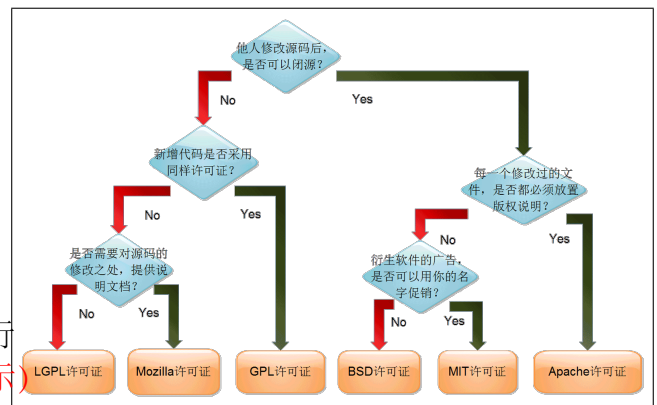 他人修改源码后，
是否可以闭源？
No
Yes
新增代码是否采用
同样许可证？
每一个修改过的文
件，是否都必须放置
版权说明？
No
Yes
No
Yes
是否需要对源码的
修改之处，提供说
明文档？
衍生软件的广告，
是否可以用你的名
字促销？
No
Yes
No
Yes
行
示)
LGPL许可证
Mozilla许可证
GPL许可证
BSD许可证
MIT许可证
Apache许可证